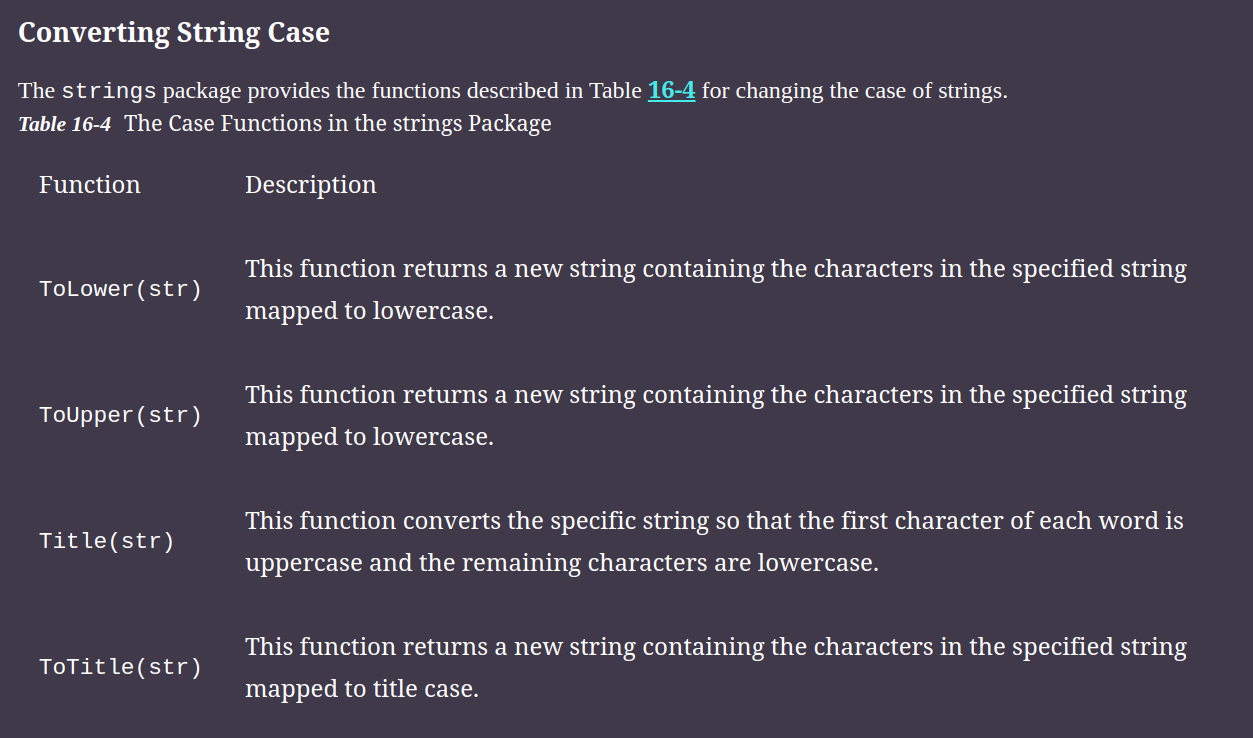 Converting String Case
The strings package provides the functions described in Table 16-4 for changing the case of strings.
Table 16-4 The Case Functions in the strings Package
Function Description
ToLower(str) This function returns a new string containing the characters in the specified string
mapped to lowercase.
ToUpper(str) This function returns a new string containing the characters in the specified string
mapped to lowercase.
Title(str) This function converts the specific string so that the first character of each word is
uppercase and the remaining characters are lowercase.
ToTitle(str) This function returns a new string containing the characters in the specified string
mapped to title case.